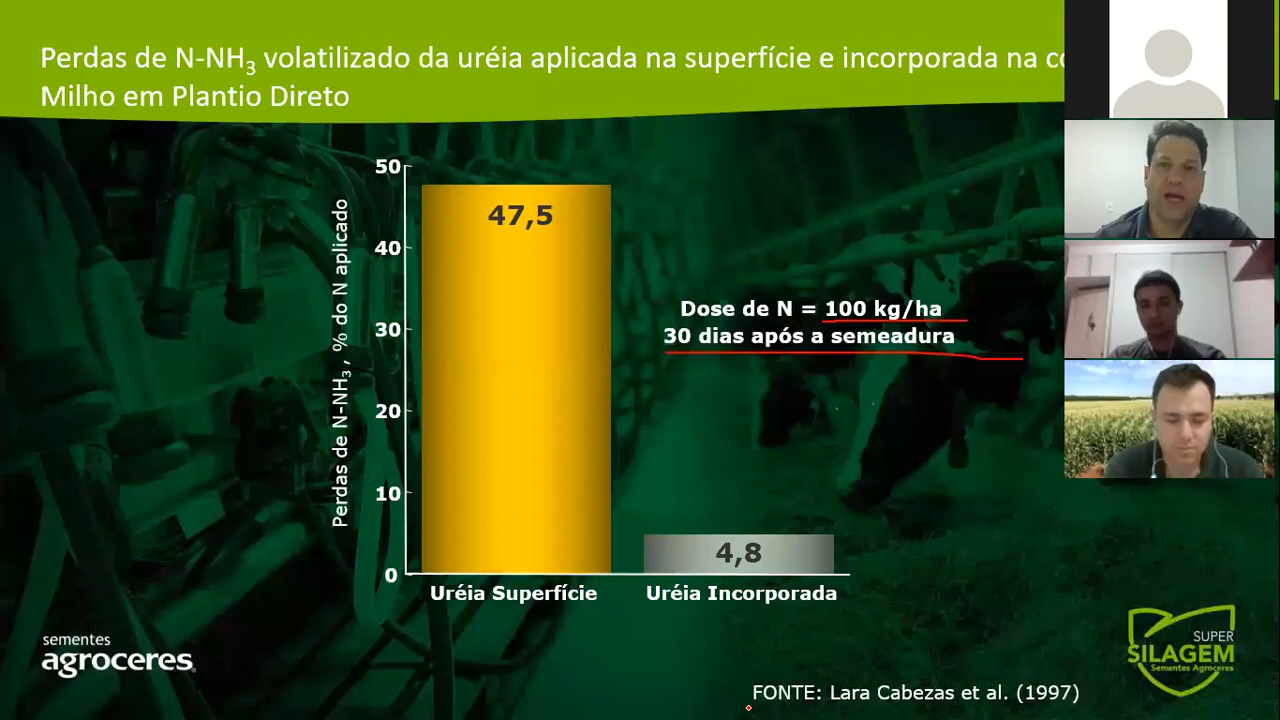 Perdas de N-NH3 volatilizado da uréia aplicada na superfície e incorporada na
Milho em Plantio Direto
50
47,5
Perdas de N-NH3 , % do N aplicado
40
30
20
10
0
Dose de N = 100 kg/ha
30 dias após a semeadura
4,8
Uréia Superfície
Uréia Incorporada
sementes
agroceres
SUPER
SILAGEM
Sementes Agroceres
FONTE: Lara Cabezas et al. (1997)